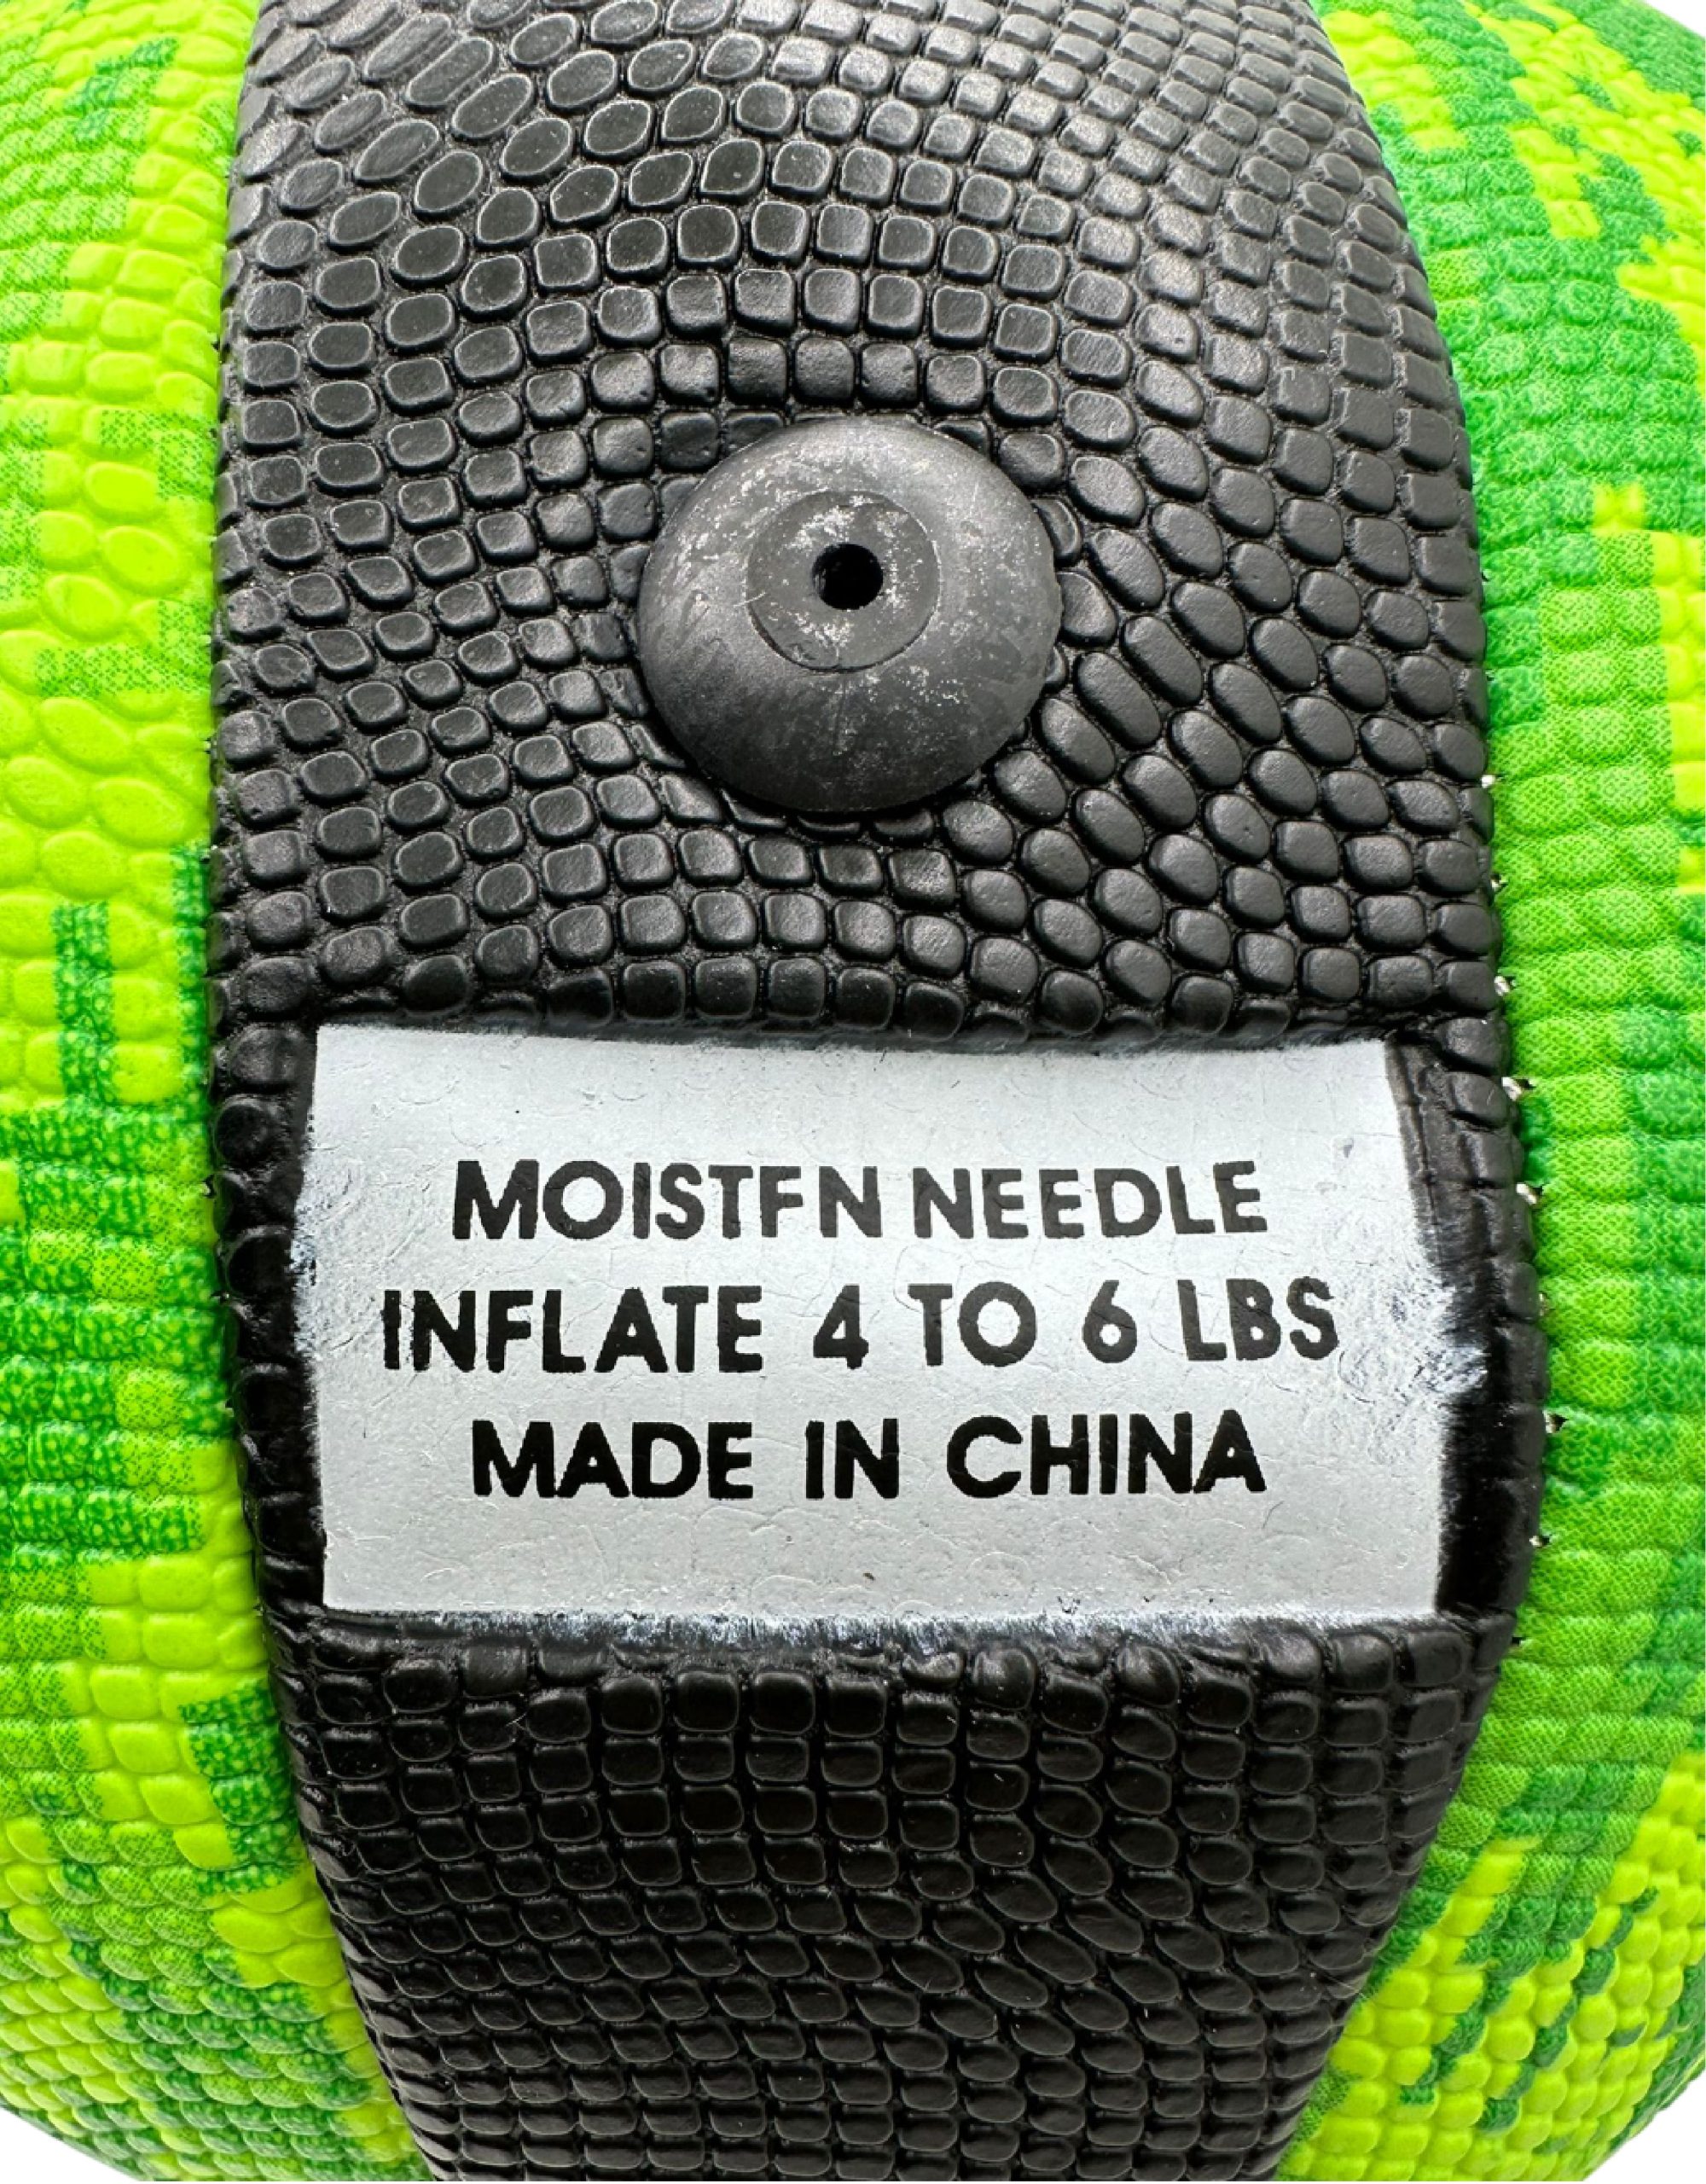 MOISTFN NEEDLE
INFLATE 4 TO 6 LBS
MADE IN CHINA